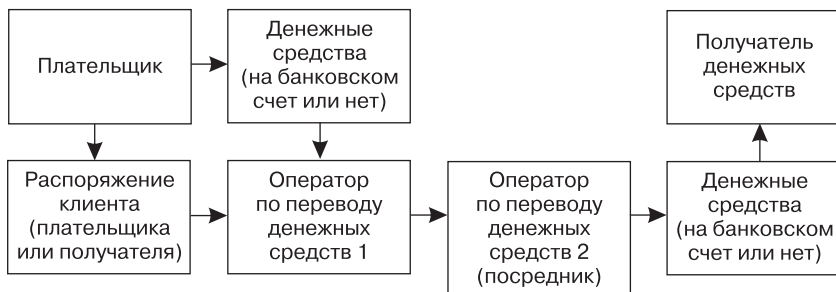 Плательщик
Денежные
средства
(на банковском
счет или нет)
Получатель
денежных
средств
Распоряжение
клиента
(плательщика
или получателя)
Оператор
по переводу
денежных
средств 1
Оператор
по переводу
денежных
средств 2
(посредник)
Денежные
средства
(на банковском
счет или нет)